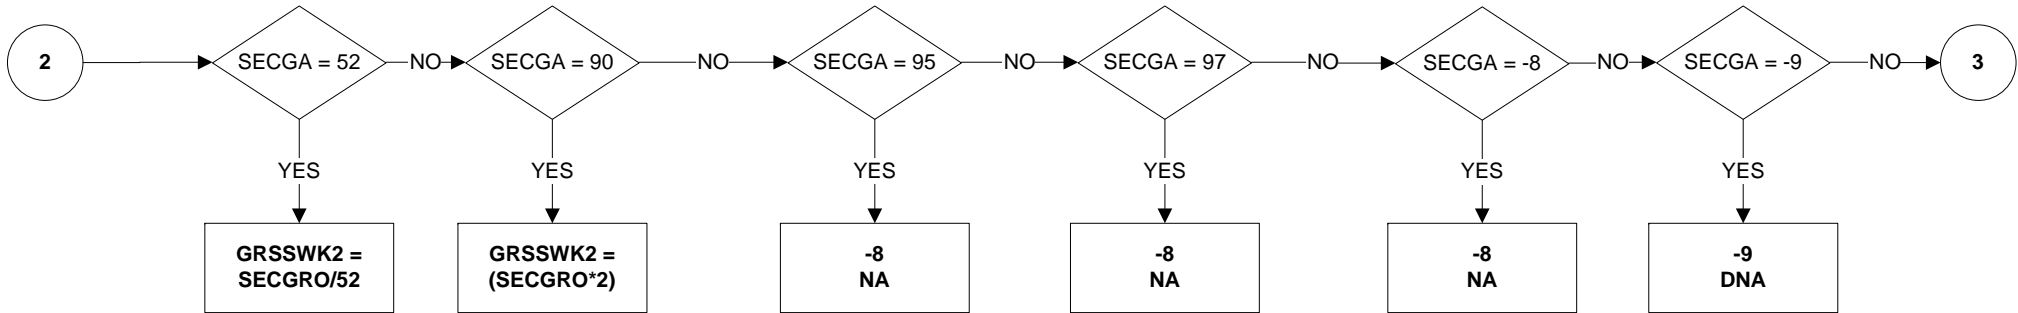 2
SECGA = 52
NO
SECGA = 90
NO
SECGA = 95
NO
SECGA = 97
NO
SECGA = -8
NO
SECGA = -9
NO
3
YES
YES
YES
YES
YES
YES
GRSSWK2 =
SECGRO/52
GRSSWK2 =
(SECGRO*2)
-8
NA
-8
NA
-8
NA
-9
DNA